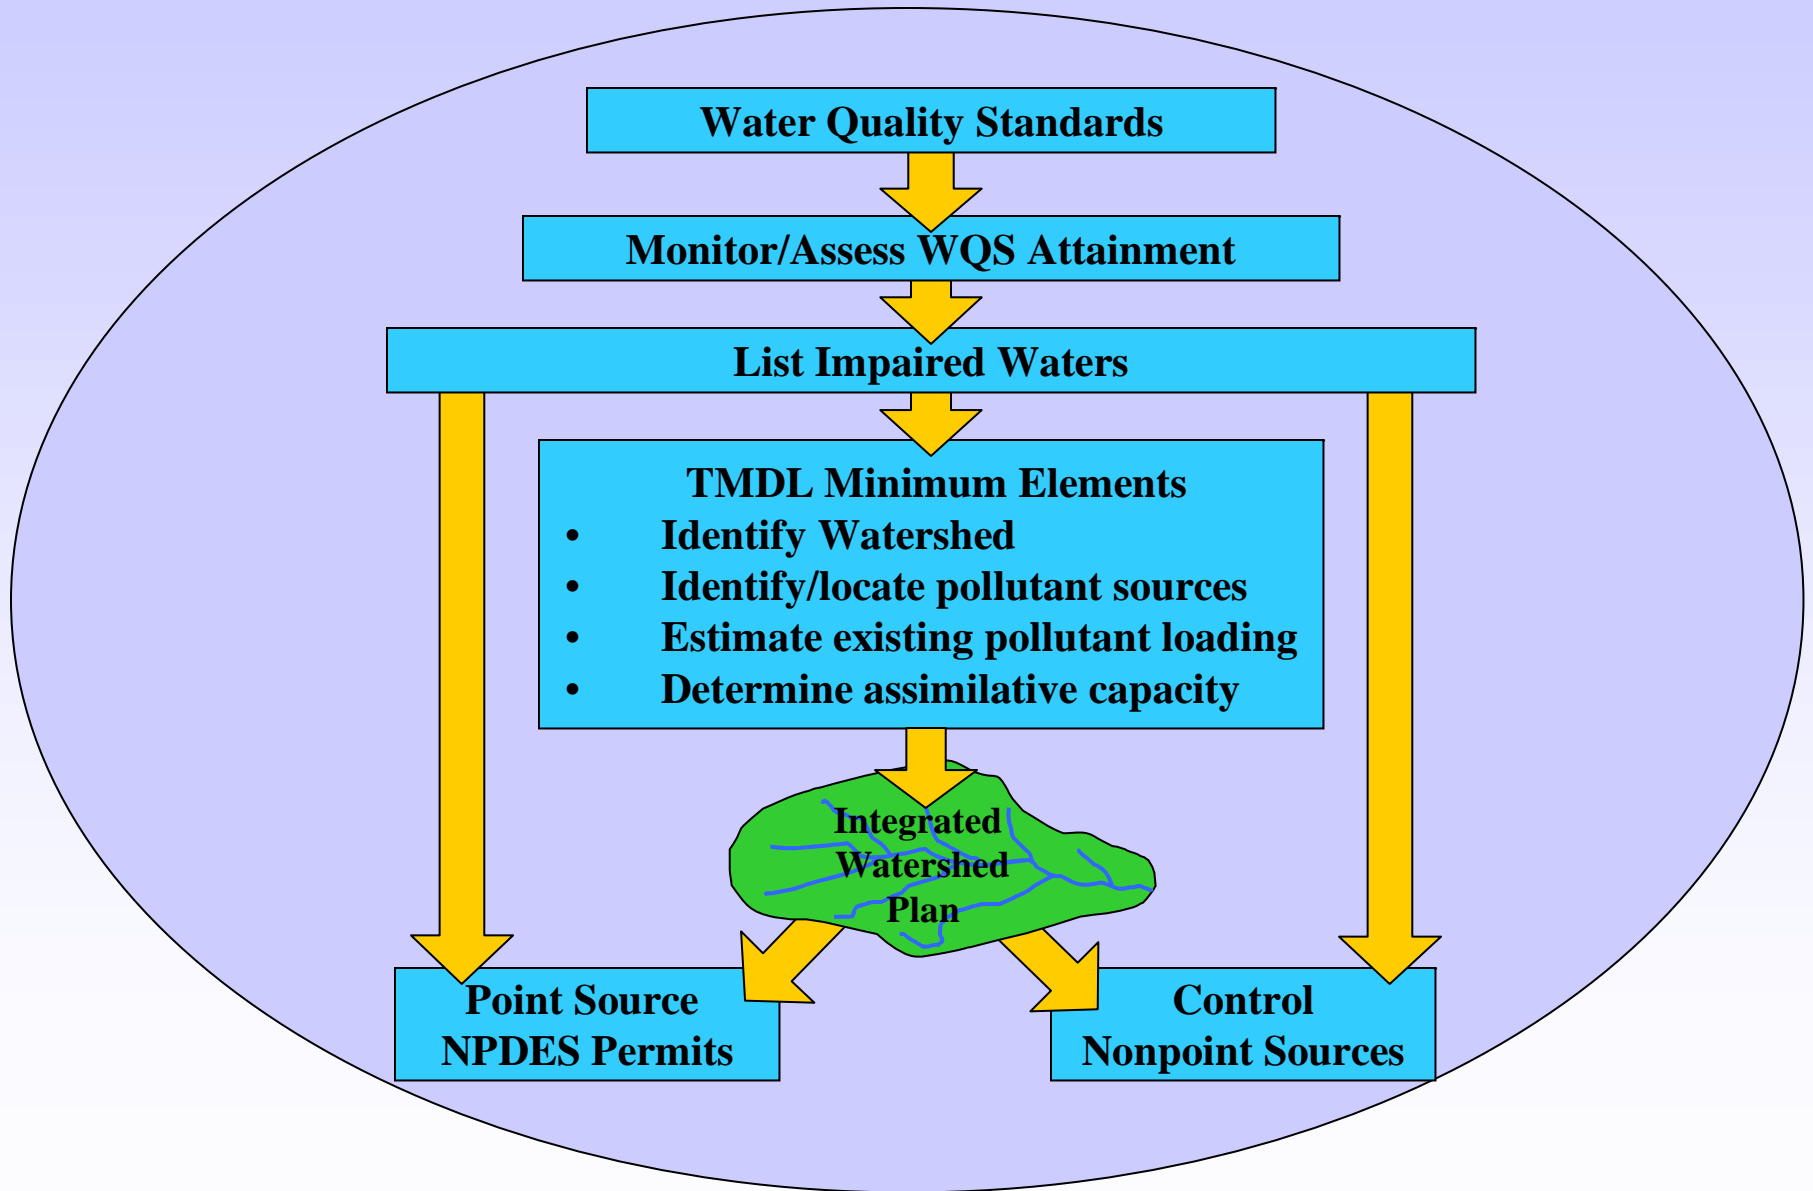 Water Quality Standards
Monitor/Assess WQS Attainment
List Impaired Waters
TMDL Minimum Elements
• Identify Watershed
• Identify/locate pollutant sources
• Estimate existing pollutant loading
• Determine assimilative capacity
Integrated
Watershed
Plan
Point Source
NPDES Permits
Control
Nonpoint Sources